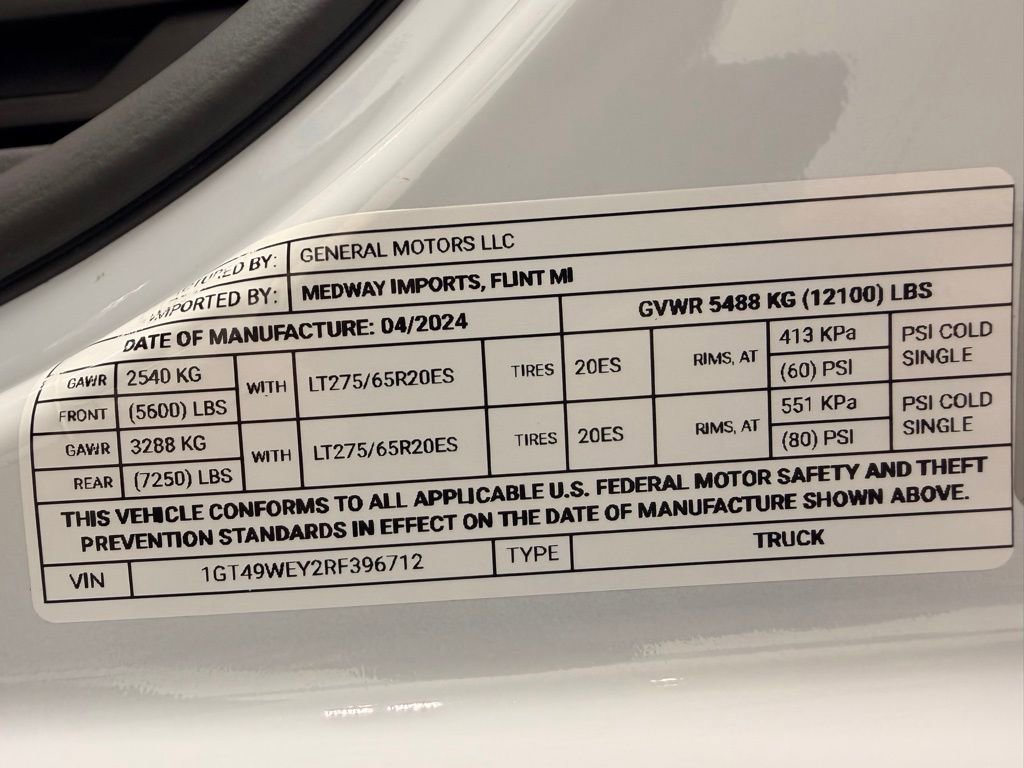 BY: GENERAL MOTORS LLC
IMPORTED BY: MEDWAY IMPORTS, FLINT MI
DATE OF MANUFACTURE: 04/2024 GVWR 5488 KG (12100) LBS
GAWR 2540 KG WITH LT275/65R20ES TIRES 20ES RIMS, AT 413 KPa PSI COLD
FRONT (5600) LBS (60) PSI SINGLE
GAWR 3288 KG WITH LT275/65R20ES TIRES 20ES RIMS, AT 551 KPa PSI COLD
REAR (7250) LBS (80) PSI SINGLE
THIS VEHICLE CONFORMS TO ALL APPLICABLE U.S. FEDERAL MOTOR SAFETY AND THEFT
PREVENTION STANDARDS IN EFFECT ON THE DATE OF MANUFACTURE SHOWN ABOVE.
VIN 1GT49WEY2RF396712 TYPE TRUCK